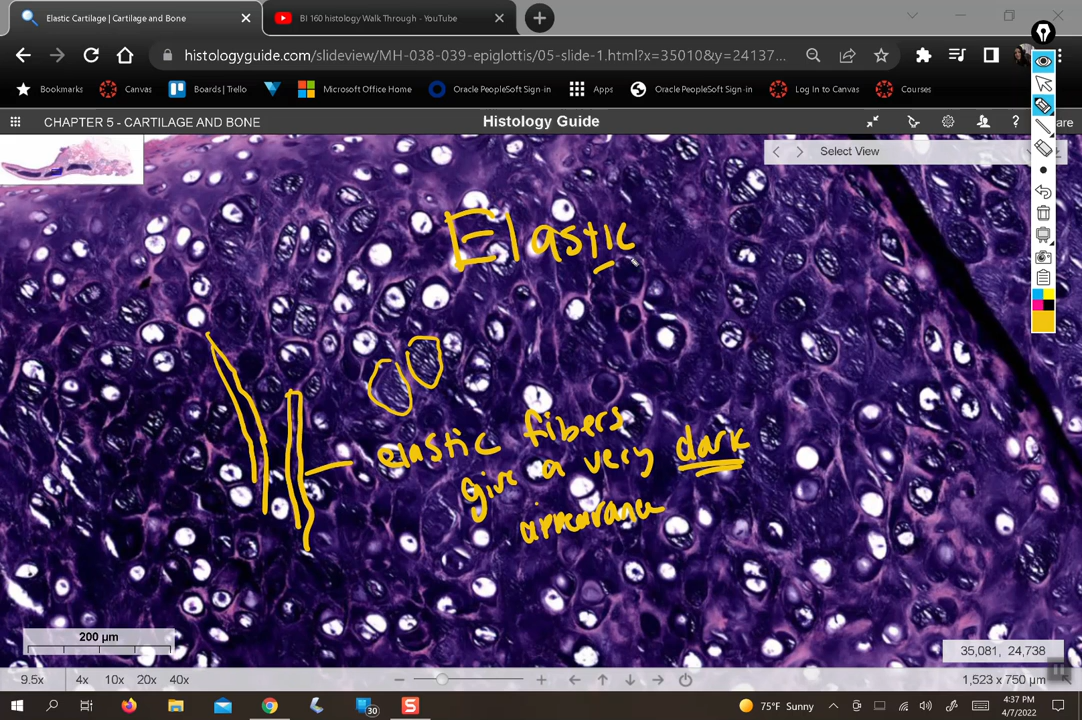 Elastic Cartilage | Cartilage and Bone
BI 160 histology Walk Through - YouTube
histologyguide.com/slideview/MH-038-039-epiglottis/05-slide-1.html?x=35010&y=24137...
Bookmarks
Canvas
Boards | Trello
Microsoft Office Home
Oracle PeopleSoft Sign-in
Apps
Oracle PeopleSoft Sign-in
Log In to Canvas
Courses
CHAPTER 5 - CARTILAGE AND BONE
Histology Guide
are
Select View
Elastic
elastic fibers
give a very dark
appearance
200 µm
35,081, 24,738
9.5x 4x 10x 20x 40x
1,523 x 750 µm
30
75°F Sunny
4:37 PM
4/7/2022